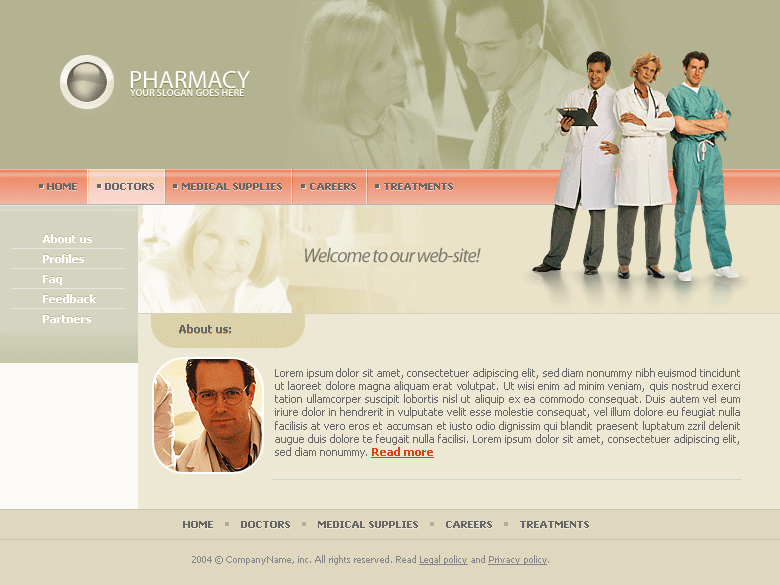 PHARMACY
YOUR SLOGAN GOES HERE
HOME DOCTORS MEDICAL SUPPLIES CAREERS TREATMENTS
About us
Profiles
Faq
Feedback
Partners
Welcome to our web-site!
About us:
Lorem ipsum dolor sit amet, consectetuer adipiscing elit, sed diam nonummy nibh euismod tincidunt
ut laoreet dolore magna aliquam erat volutpat. Ut wisi enim ad minim veniam, quis nostrud exerci
tation ullamcorper suscipit lobortis nisl ut aliquip ex ea commodo consequat. Duis autem vel eum
iriure dolor in hendrerit in vulputate velit esse molestie consequat, vel illum dolore eu feugiat nulla
facilisis at vero eros et accumsan et iusto odio dignissim qui blandit praesent luptatum zzril delenit
augue duis dolore te feugait nulla facilisi. Lorem ipsum dolor sit amet, consectetuer adipiscing elit,
sed diam nonummy. Read more
HOME DOCTORS MEDICAL SUPPLIES CAREERS TREATMENTS
2004 © CompanyName, inc. All rights reserved. Read Legal policy and Privacy policy.